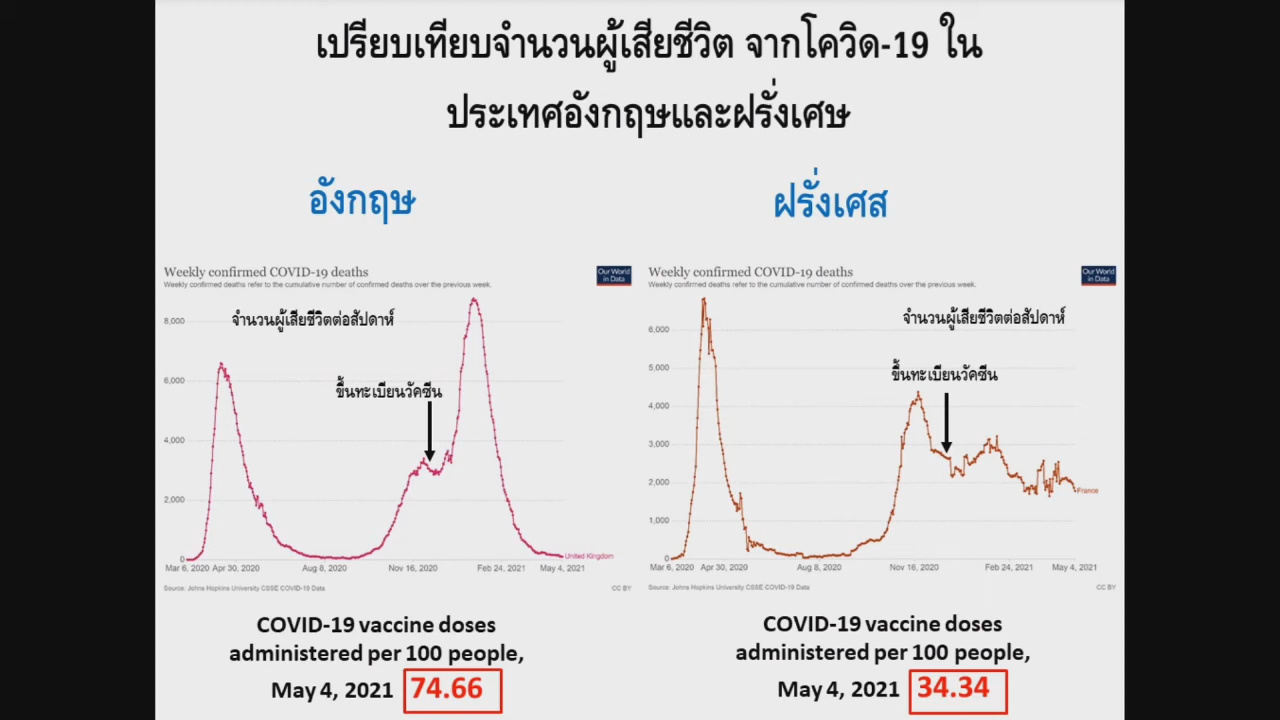 เปรียบเทียบจำนวนผู้เสียชีวิต จากโควิด-19 ใน
ประเทศอังกฤษและฝรั่งเศษ
อังกฤษ
Weekly confirmed COVID-19 deaths
Weekly confirmed deaths refer to the cumulative number of confirmed deaths over the previous week.
Our World
in Data
จำนวนผู้เสียชีวิตต่อสัปดาห์
ขึ้นทะเบียนวัคซีน
8,000
6,000
4,000
2,000
0
United Kingdom
Mar 6, 2020 Apr 30, 2020 Aug 8, 2020 Nov 16, 2020 Feb 24, 2021 May 4, 2021
Source: Johns Hopkins University CSSE COVID-19 Data CC BY
COVID-19 vaccine doses
administered per 100 people,
May 4, 2021 74.66
ฝรั่งเศส
Weekly confirmed COVID-19 deaths
Weekly confirmed deaths refer to the cumulative number of confirmed deaths over the previous week.
Our World
in Data
จำนวนผู้เสียชีวิตต่อสัปดาห์
ขึ้นทะเบียนวัคซีน
6,000
5,000
4,000
3,000
2,000
1,000
0
France
Mar 6, 2020 Apr 30, 2020 Aug 8, 2020 Nov 16, 2020 Feb 24, 2021 May 4, 2021
Source: Johns Hopkins University CSSE COVID-19 Data CC BY
COVID-19 vaccine doses
administered per 100 people,
May 4, 2021 34.34